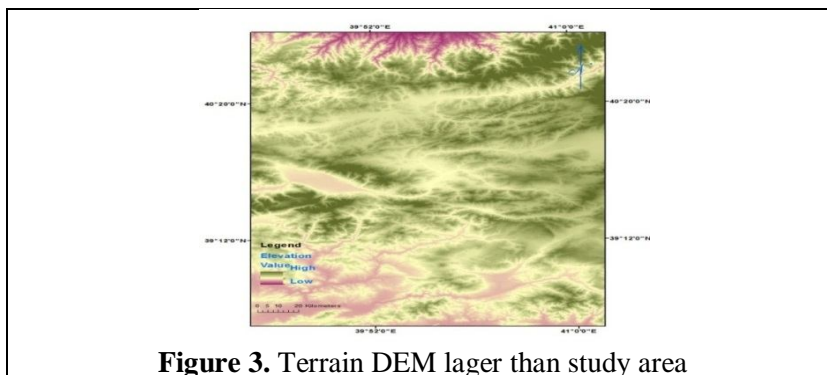 39°52'0"E 41°0'0"E
40°20'0"N 40°20'0"N
39°12'0"N 39°12'0"N
Legend
Elevation
Value
High
Low
0 5 10 20 Kilometers
39°52'0"E 41°0'0"E
Figure 3. Terrain DEM lager than study area